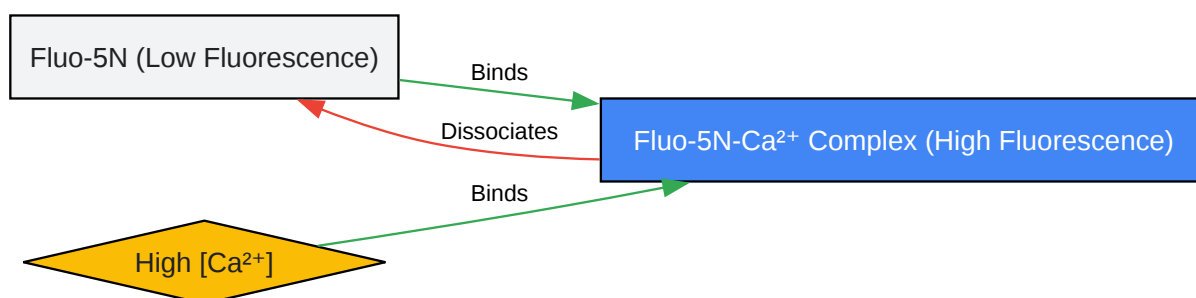 Fluo-5N (Low Fluorescence)
Binds
Dissociates
Fluo-5N-Ca²⁺ Complex (High Fluorescence)
Binds
High [Ca²⁺]